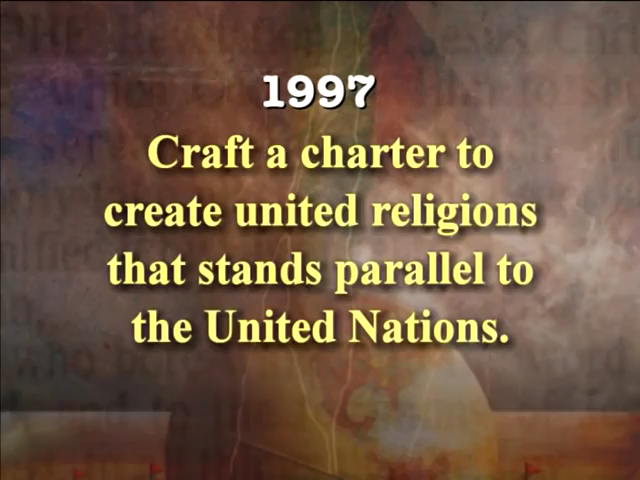 1997
Craft a charter to
create united religions
that stands parallel to
the United Nations.